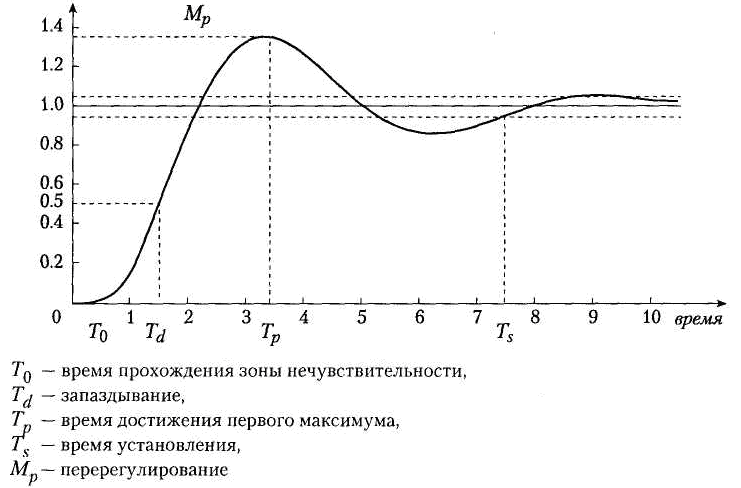 M_p
1.4
1.2
1.0
0.8
0.6
0.5
0.4
0.2
0 T_0 1 T_d 2 3 T_p 4 5 6 7 T_s 8 9 10 время
T_0 — время прохождения зоны нечувствительности,
T_d — запаздывание,
T_p — время достижения первого максимума,
T_s — время установления,
M_p — перерегулирование